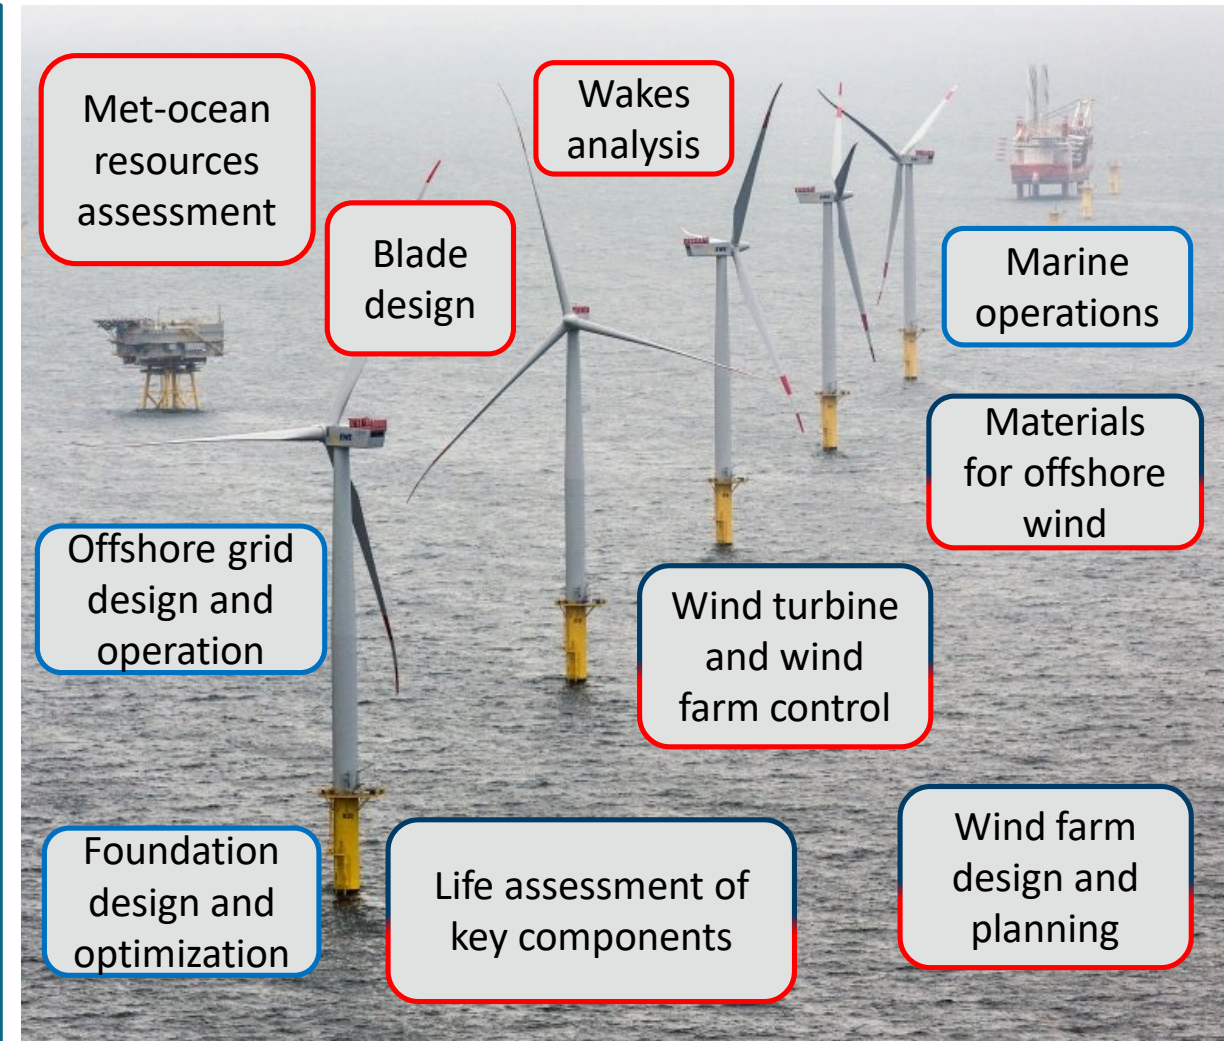 Met-ocean
resources
assessment
Wakes
analysis
Blade
design
Marine
operations
Materials
for offshore
wind
Offshore grid
design and
operation
Wind turbine
and wind
farm control
Foundation
design and
optimization
Life assessment of
key components
Wind farm
design and
planning